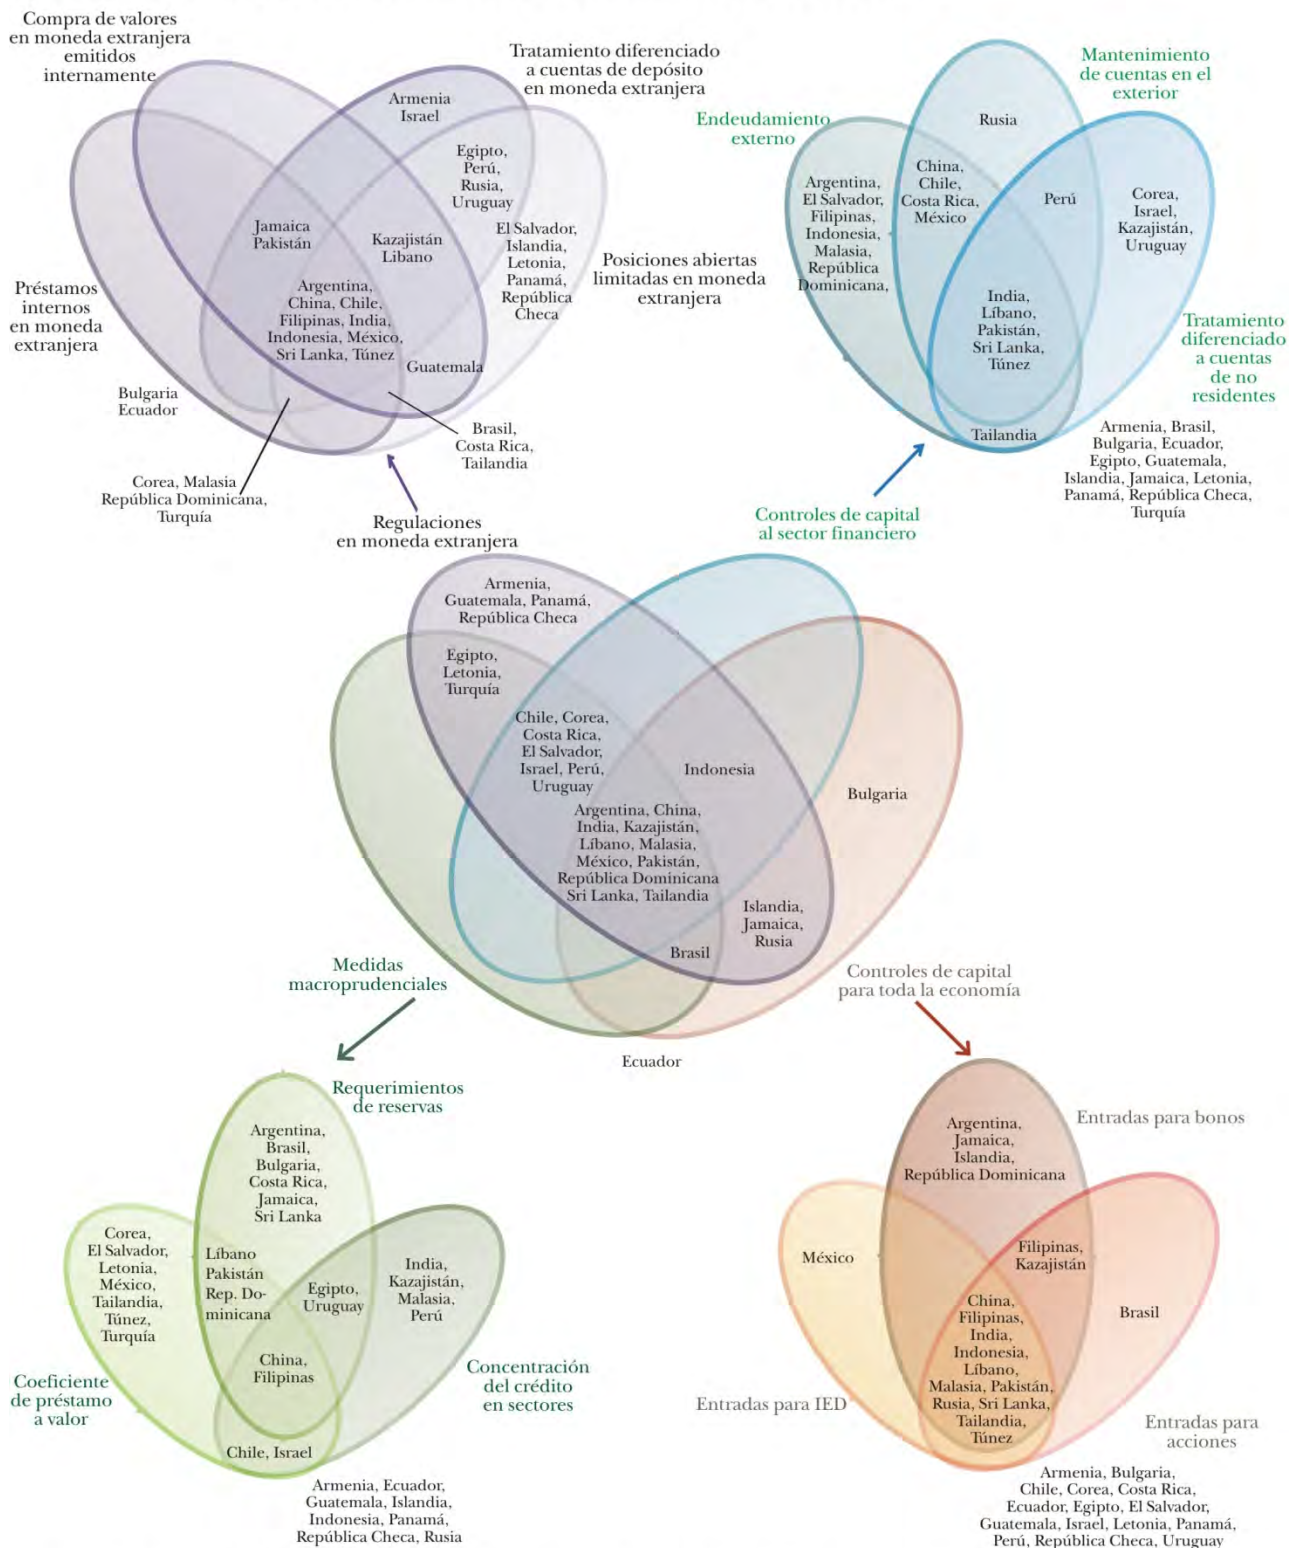 Compra de valores
en moneda extranjera
emitidos
internamente
Tratamiento diferenciado
a cuentas de depósito
en moneda extranjera
Armenia
Israel
Egipto,
Perú,
Rusia,
Uruguay
Jamaica
Pakistán
Kazajistán
Libano
El Salvador,
Islandia,
Letonia,
Panamá,
República
Checa
Posiciones abiertas
limitadas en moneda
extranjera
Préstamos
internos
en moneda
extranjera
Argentina,
China, Chile,
Filipinas, India,
Indonesia, México,
Sri Lanka, Túnez
Guatemala
Bulgaria
Ecuador
Brasil,
Costa Rica,
Tailandia
Corea, Malasia
República Dominicana,
Turquía
Regulaciones
en moneda extranjera
Mantenimiento
de cuentas en el
exterior
Endeudamiento
externo
Rusia
China,
Chile,
Costa Rica,
México
Argentina,
El Salvador,
Filipinas,
Indonesia,
Malasia,
República
Dominicana,
Perú
Corea,
Israel,
Kazajistán,
Uruguay
India,
Líbano,
Pakistán,
Sri Lanka,
Túnez
Tratamiento
diferenciado
a cuentas
de no
residentes
Tailandia
Armenia, Brasil,
Bulgaria, Ecuador,
Egipto, Guatemala,
Islandia, Jamaica, Letonia,
Panamá, República Checa,
Turquía
Controles de capital
al sector financiero
Armenia,
Guatemala, Panamá,
República Checa
Egipto,
Letonia,
Turquía
Chile, Corea,
Costa Rica,
El Salvador,
Israel, Perú,
Uruguay
Indonesia
Bulgaria
Argentina, China,
India, Kazajistán,
Líbano, Malasia,
México, Pakistán,
República Dominicana
Sri Lanka, Tailandia
Islandia,
Jamaica,
Rusia
Brasil
Medidas
macroprudenciales
Controles de capital
para toda la economía
Ecuador
Requerimientos
de reservas
Argentina,
Brasil,
Bulgaria,
Costa Rica,
Jamaica,
Sri Lanka
Corea,
El Salvador,
Letonia,
México,
Tailandia,
Túnez,
Turquía
Líbano
Pakistán
Rep. Do-
minicana
Egipto,
Uruguay
India,
Kazajistán,
Malasia,
Perú
China,
Filipinas
Coeficiente
de préstamo
a valor
Concentración
del crédito
en sectores
Chile, Israel
Armenia, Ecuador,
Guatemala, Islandia,
Indonesia, Panamá,
República Checa, Rusia
Entradas para bonos
Argentina,
Jamaica,
Islandia,
República Dominicana
México
Filipinas,
Kazajistán
Brasil
China,
Filipinas,
India,
Indonesia,
Líbano,
Malasia, Pakistán,
Rusia, Sri Lanka,
Tailandia,
Túnez
Entradas para IED
Entradas para
acciones
Armenia, Bulgaria,
Chile, Corea, Costa Rica,
Ecuador, Egipto, El Salvador,
Guatemala, Israel, Letonia, Panamá,
Perú, República Checa, Uruguay